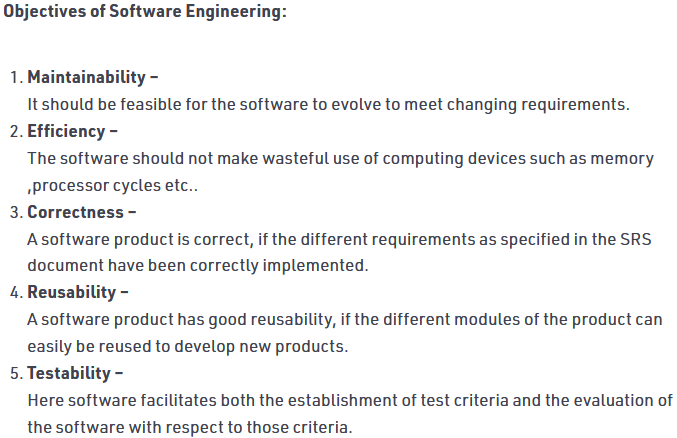 Objectives of Software Engineering:
1. Maintainability –
It should be feasible for the software to evolve to meet changing requirements.
2. Efficiency –
The software should not make wasteful use of computing devices such as memory
,processor cycles etc..
3. Correctness –
A software product is correct, if the different requirements as specified in the SRS
document have been correctly implemented.
4. Reusability –
A software product has good reusability, if the different modules of the product can
easily be reused to develop new products.
5. Testability –
Here software facilitates both the establishment of test criteria and the evaluation of
the software with respect to those criteria.